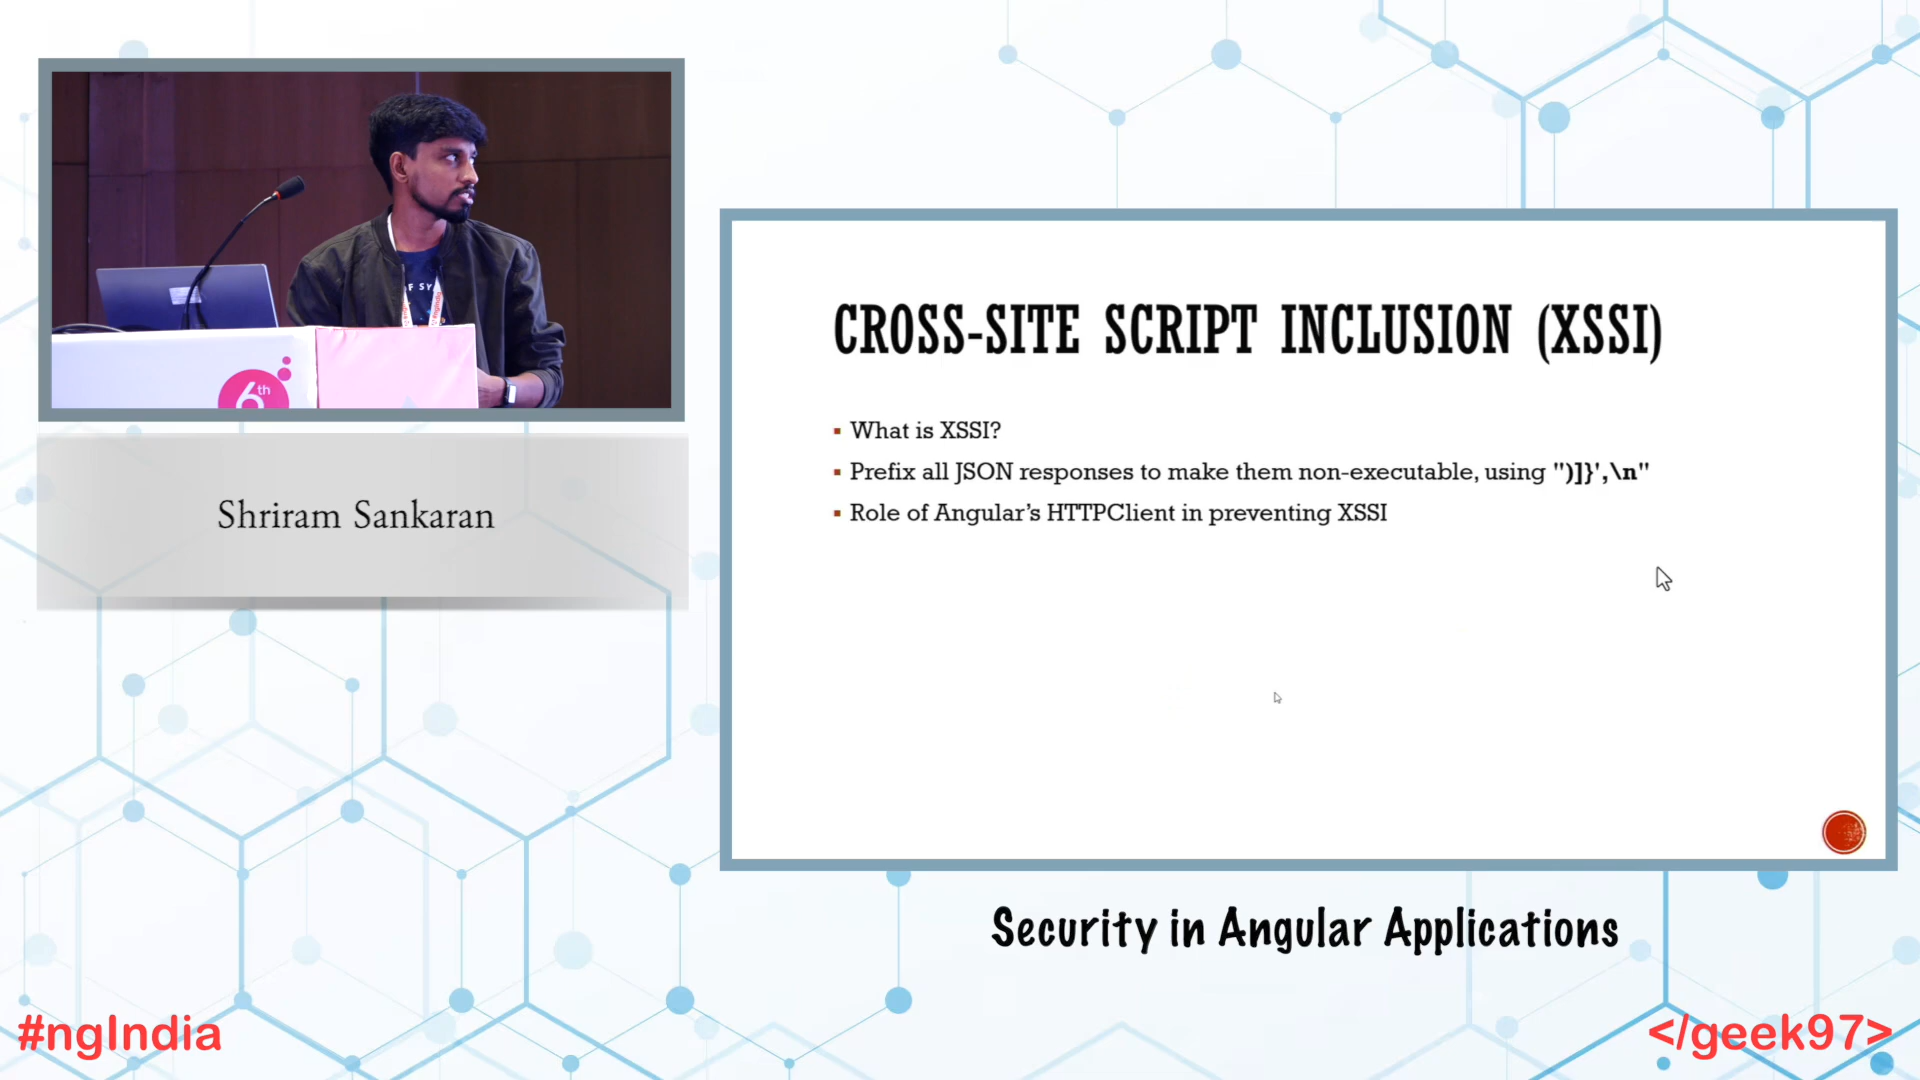 F SY
6th
Shriram Sankaran
CROSS-SITE SCRIPT INCLUSION (XSSI)
▪ What is XSSI?
▪ Prefix all JSON responses to make them non-executable, using ")]}',\n"
▪ Role of Angular's HTTPClient in preventing XSSI
Security in Angular Applications
#ngIndia
</geek97>